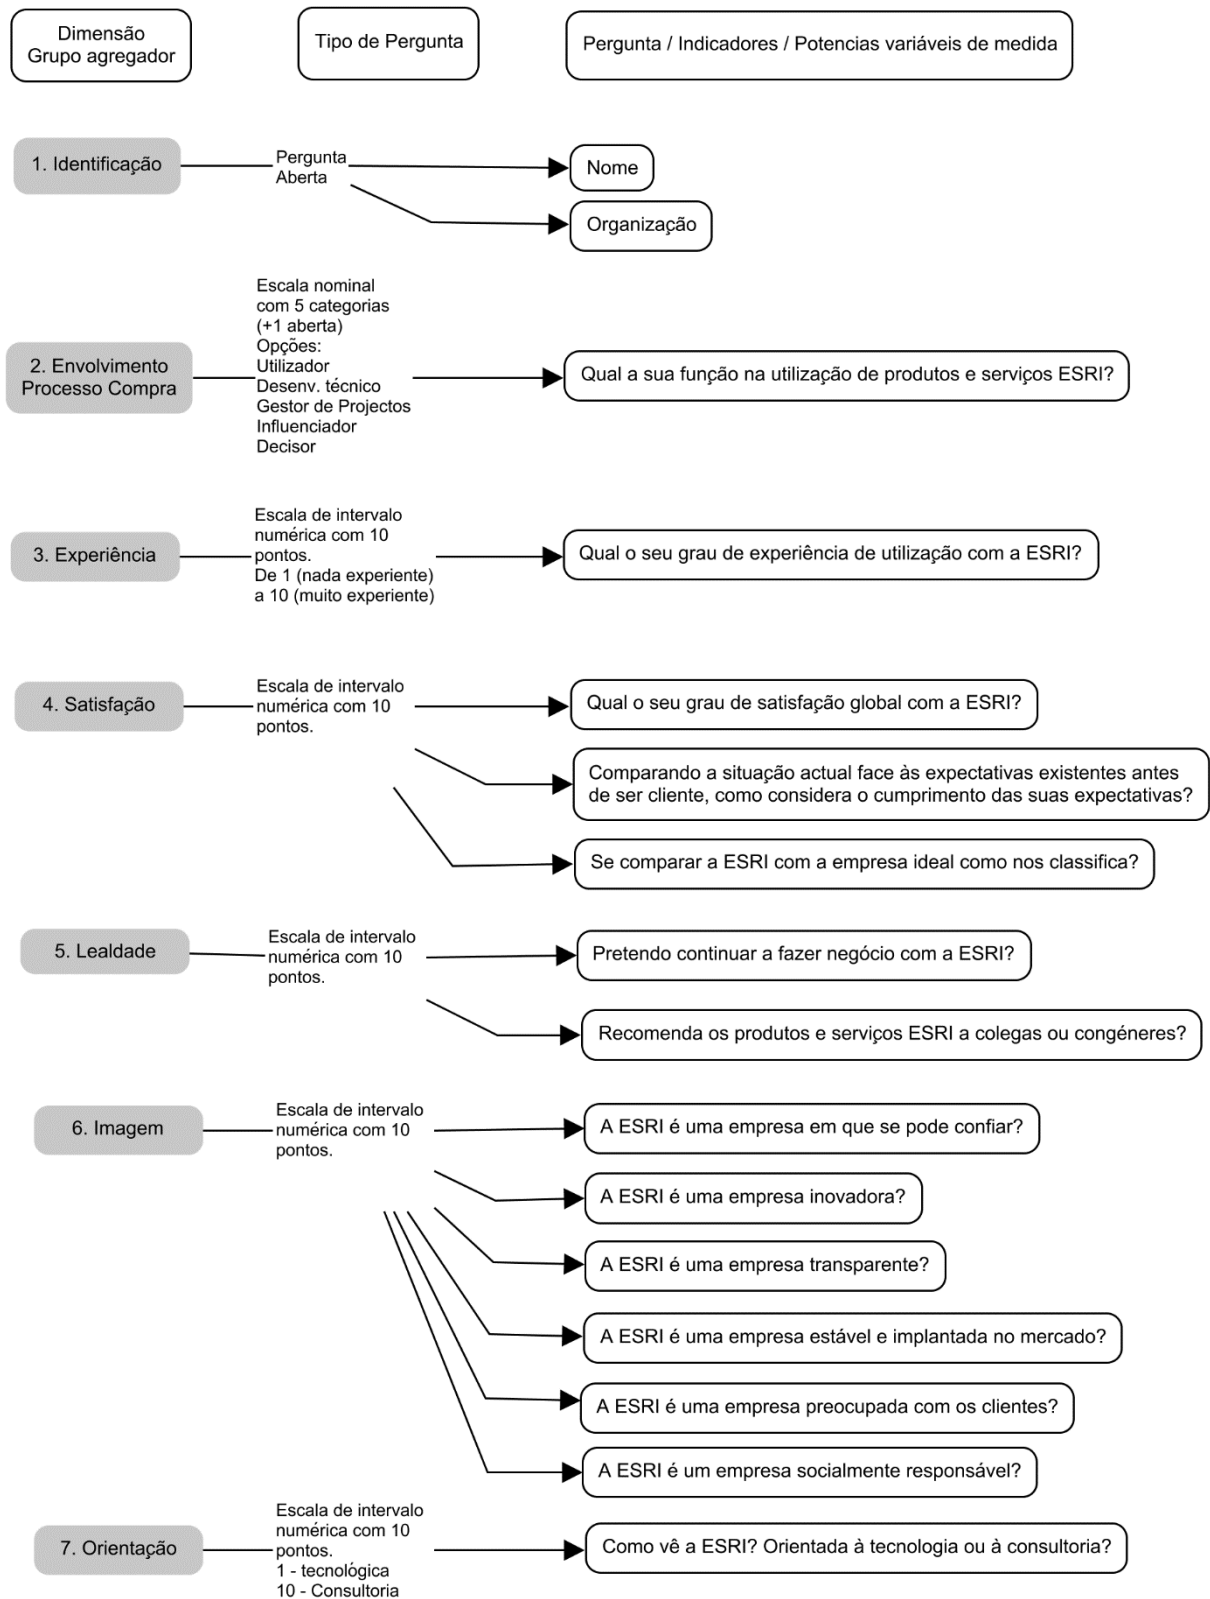 Dimensão
Grupo agregador
Tipo de Pergunta
Pergunta / Indicadores / Potencias variáveis de medida
1. Identificação
Pergunta
Aberta
Nome
Organização
2. Envolvimento
Processo Compra
Escala nominal
com 5 categorias
(+1 aberta)
Opções:
Utilizador
Desenv. técnico
Gestor de Projectos
Influenciador
Decisor
Qual a sua função na utilização de produtos e serviços ESRI?
3. Experiência
Escala de intervalo
numérica com 10
pontos.
De 1 (nada experiente)
a 10 (muito experiente)
Qual o seu grau de experiência de utilização com a ESRI?
4. Satisfação
Escala de intervalo
numérica com 10
pontos.
Qual o seu grau de satisfação global com a ESRI?
Comparando a situação actual face às expectativas existentes antes
de ser cliente, como considera o cumprimento das suas expectativas?
Se comparar a ESRI com a empresa ideal como nos classifica?
5. Lealdade
Escala de intervalo
numérica com 10
pontos.
Pretendo continuar a fazer negócio com a ESRI?
Recomenda os produtos e serviços ESRI a colegas ou congéneres?
6. Imagem
Escala de intervalo
numérica com 10
pontos.
A ESRI é uma empresa em que se pode confiar?
A ESRI é uma empresa inovadora?
A ESRI é uma empresa transparente?
A ESRI é uma empresa estável e implantada no mercado?
A ESRI é uma empresa preocupada com os clientes?
A ESRI é um empresa socialmente responsável?
7. Orientação
Escala de intervalo
numérica com 10
pontos.
1 - tecnológica
10 - Consultoria
Como vê a ESRI? Orientada à tecnologia ou à consultoria?